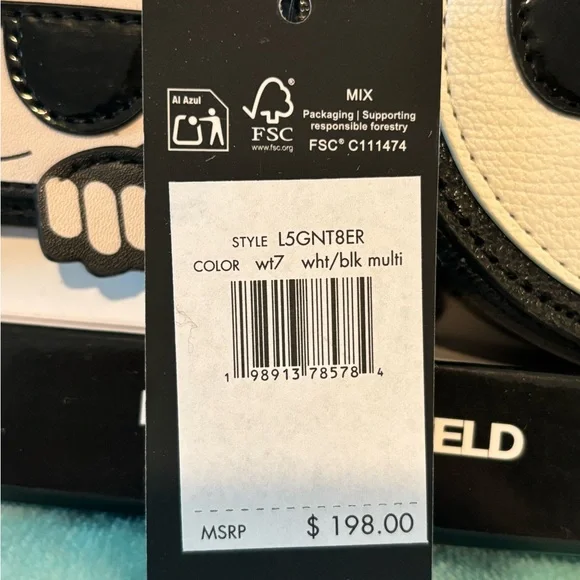 Al Azul
FSC
www.fsc.org
MIX
Packaging | Supporting
responsible forestry
FSC® C111474
STYLE L5GNT8ER
COLOR wt7 wht/blk multi
1 98913 78578 4
MSRP $ 198.00
ELD